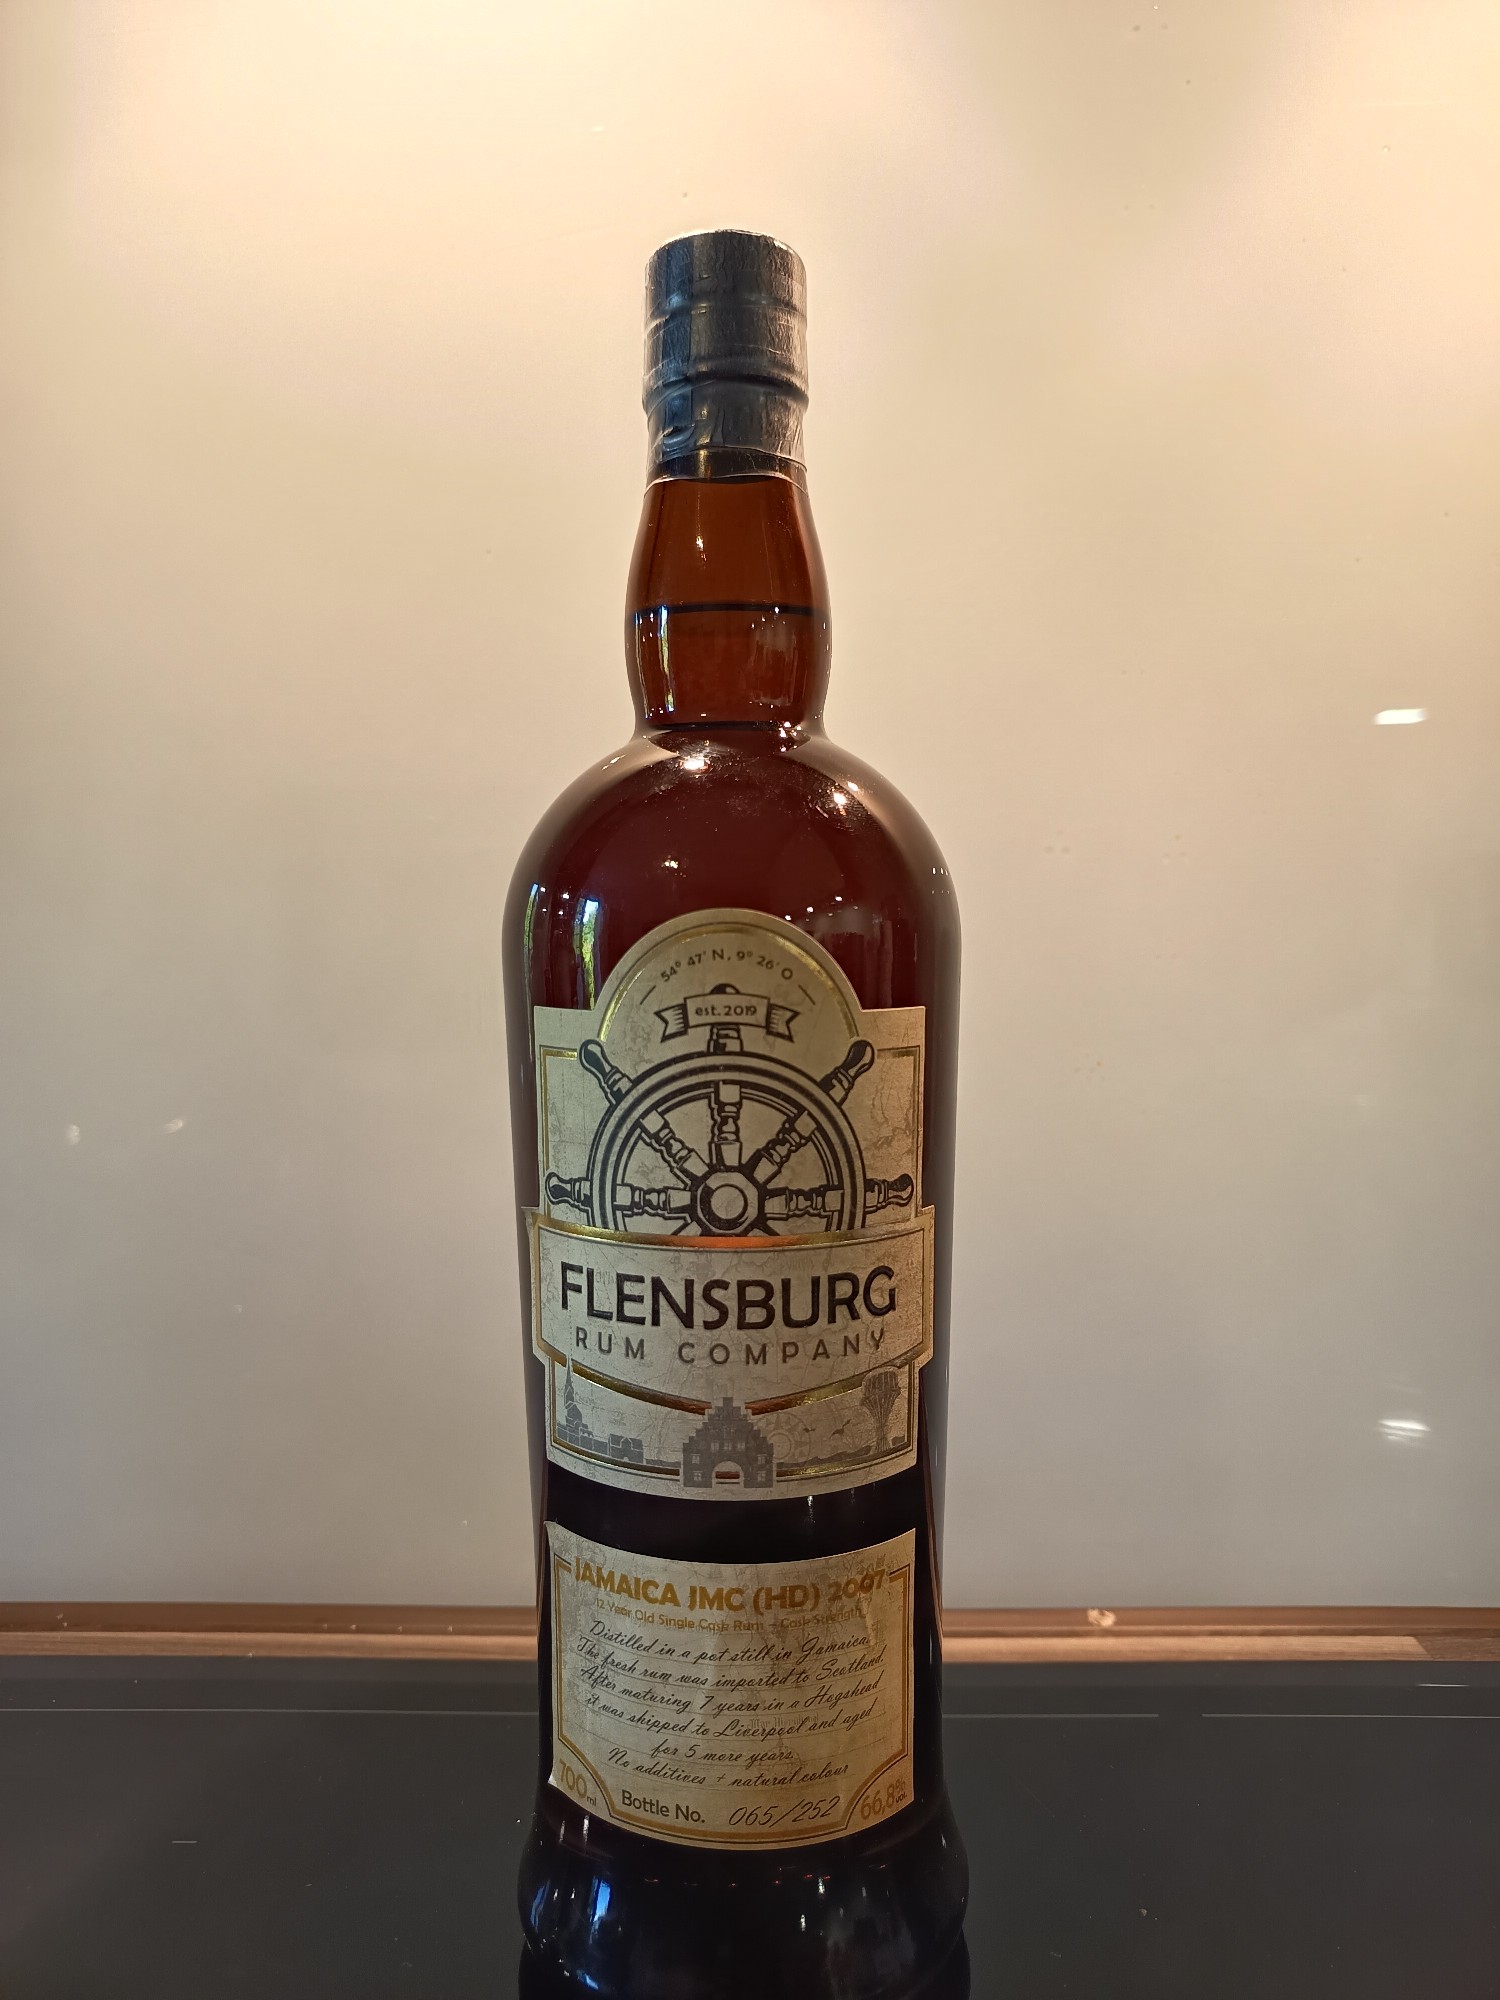 54° 47' N, 9° 26' O
est. 2019
FLENSBURG
RUM COMPANY
JAMAICA JMC (HD) 2007
12 Year Old Single Cask Rum - Cask Strength
Distilled in a pot still in Jamaica.
The fresh rum was imported to Scotland.
After maturing 7 years in a Hogshead
it was shipped to Liverpool and aged
for 5 more years.
No additives + natural colour
700ml
Bottle No. 065/252
66,8% vol.